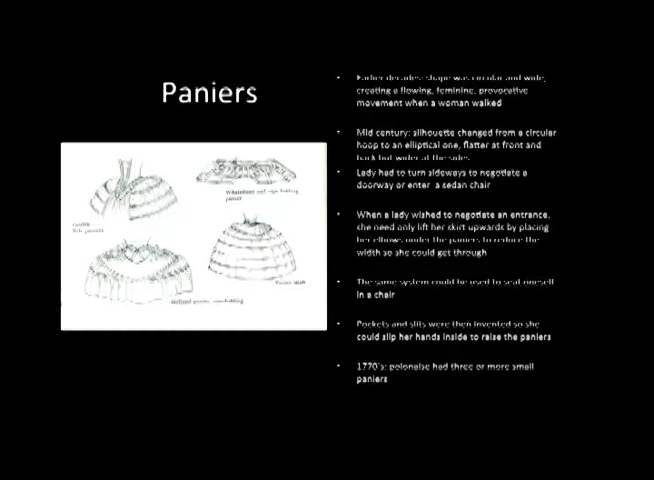 Paniers
• Earlier decades: shape was circular and wide,
creating a flowing, feminine, provocative
movement when a woman walked
• Mid century: silhouette changed from a circular
hoop to an elliptical one, flatter at front and
back but wider at the sides
• Lady had to turn sideways to negotiate a
doorway or enter a sedan chair
• When a lady wished to negotiate an entrance,
she need only lift her skirt upwards by placing
her elbows under the paniers to reduce the
width so she could get through
• The same system could be used to seat oneself
in a chair
• Pockets and slits were then invented so she
could slip her hands inside to raise the paniers
• 1770's: polonaise had three or more small
paniers
Whalebone and tape folding
panier